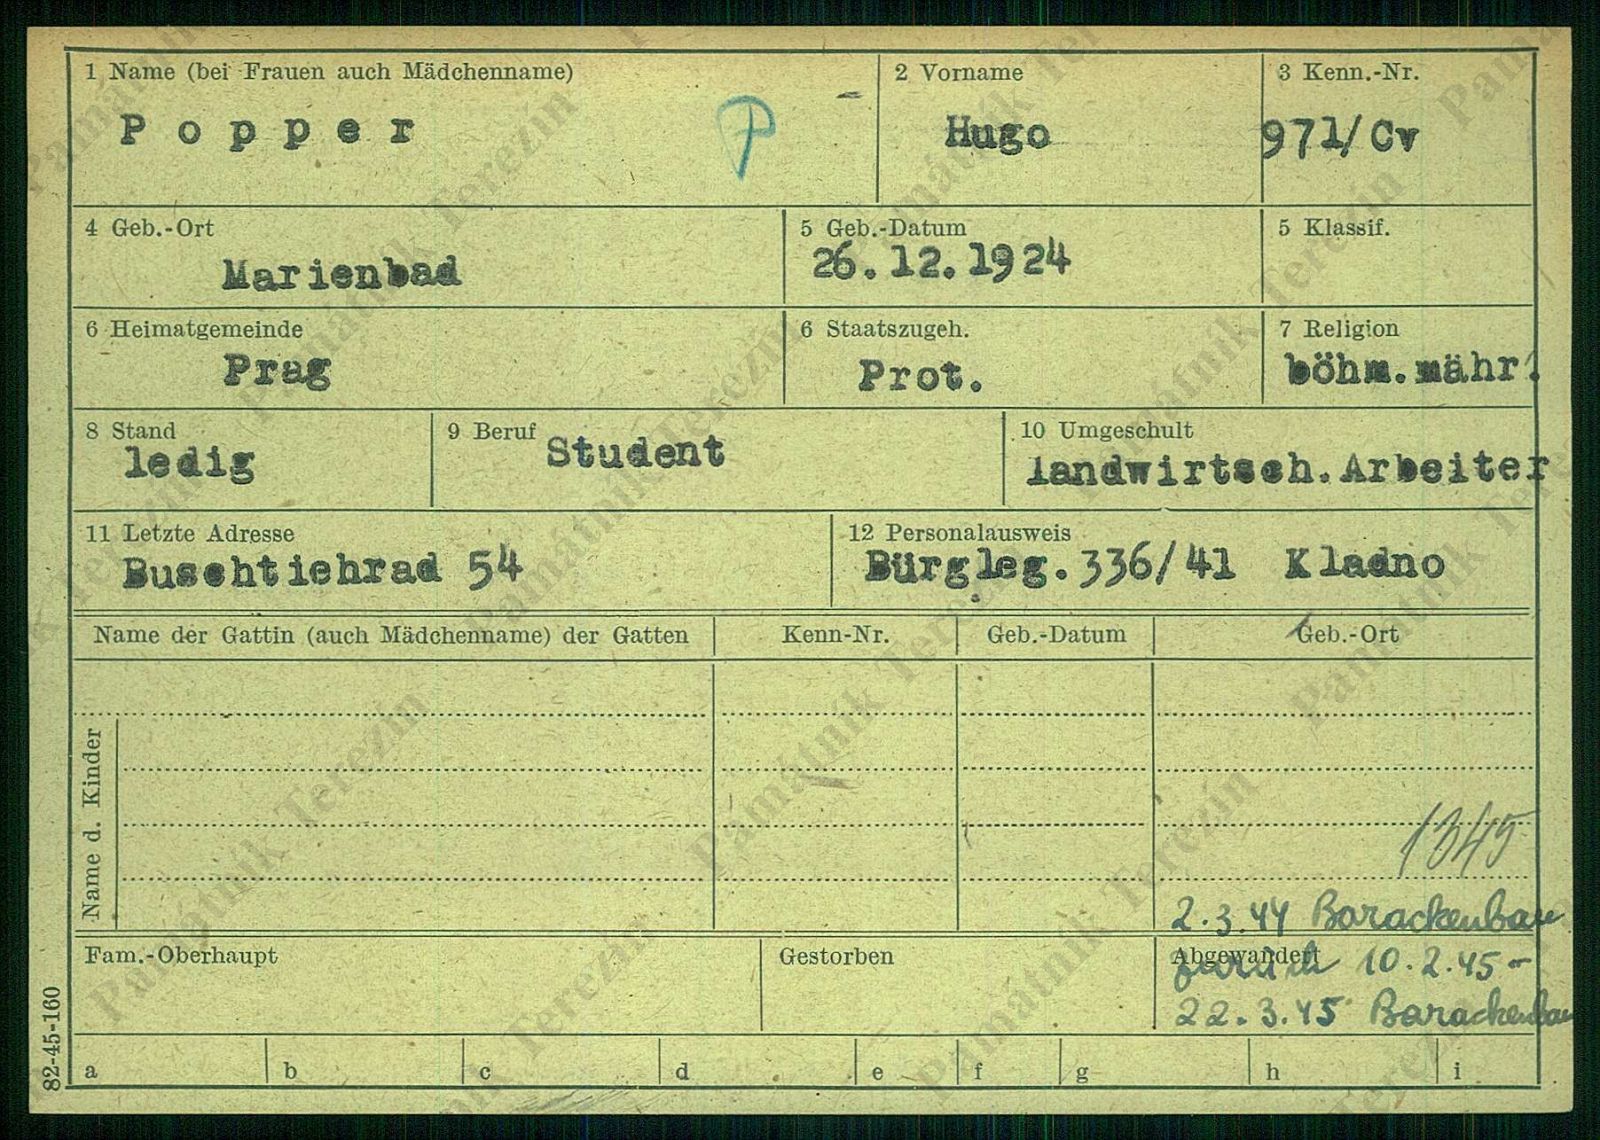 1 Name (bei Frauen auch Mädchenname)
Popper
P
2 Vorname
Hugo
3 Kenn.-Nr.
971/Cv
4 Geb.-Ort
Marienbad
5 Geb.-Datum
26.12.1924
5 Klassif.
6 Heimatgemeinde
Prag
6 Staatszugeh.
Prot.
7 Religion
böhm.mähr.
8 Stand
ledig
9 Beruf
Student
10 Umgeschult
landwirtsch.Arbeiter
11 Letzte Adresse
Buschtiehrad 54
12 Personalausweis
Bürgleg.336/41 Kladno
Name der Gattin (auch Mädchenname) der Gatten
Kenn-Nr.
Geb.-Datum
Geb.-Ort
Name d. Kinder
1345
2.3.44 Barackenbau
Fam.-Oberhaupt
Gestorben
Abgewandert
zurück 10.2.45 -
22.3.45 Barackenbau
82-45-160
a b c d e f g h i
Památník Terezín